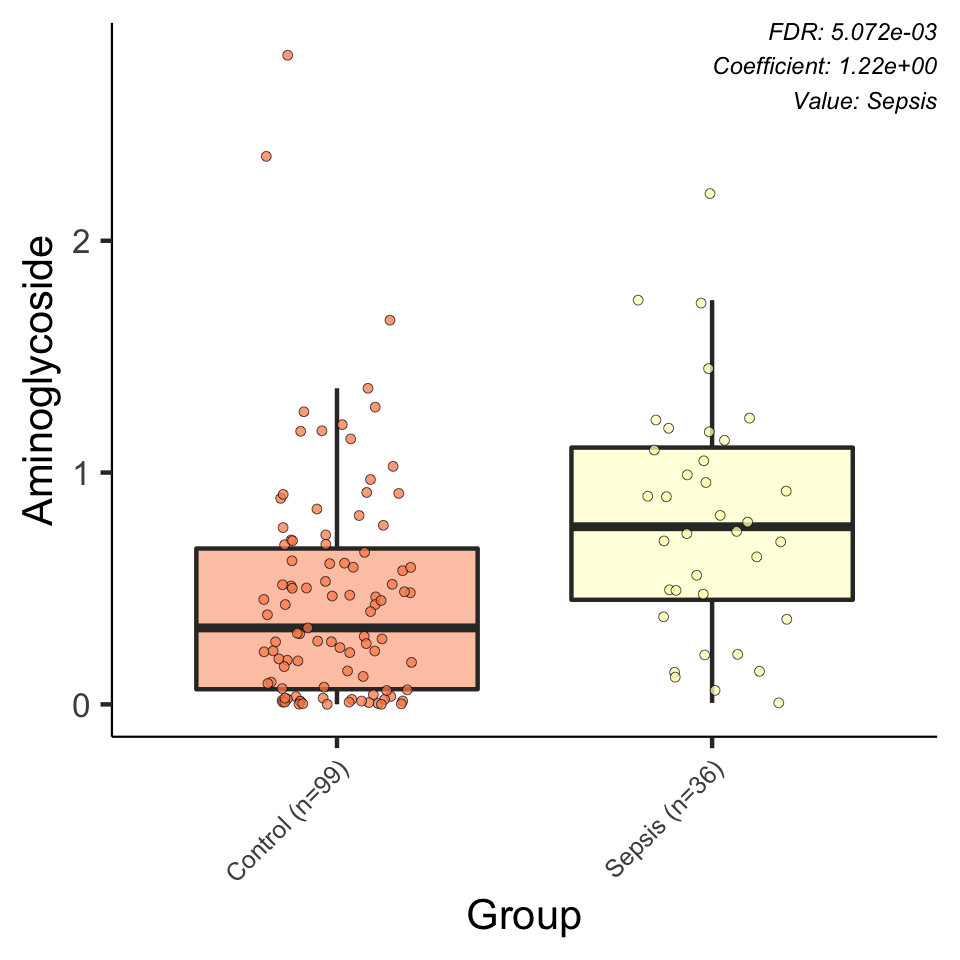 FDR: 5.072e-03
Coefficient: 1.22e+00
Value: Sepsis
Aminoglycoside
2
1
0
Control (n=99)
Sepsis (n=36)
Group